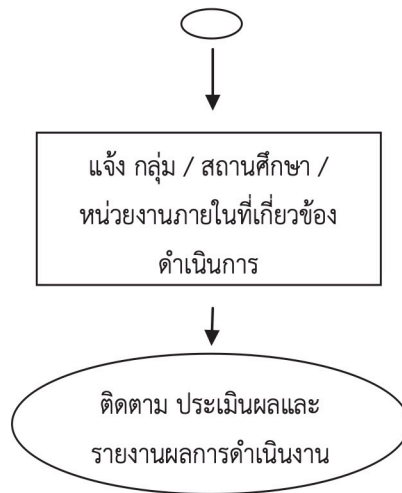 แจ้ง กลุ่ม / สถานศึกษา /
หน่วยงานภายในที่เกี่ยวข้อง
ดำเนินการ
ติดตาม ประเมินผลและ
รายงานผลการดำเนินงาน